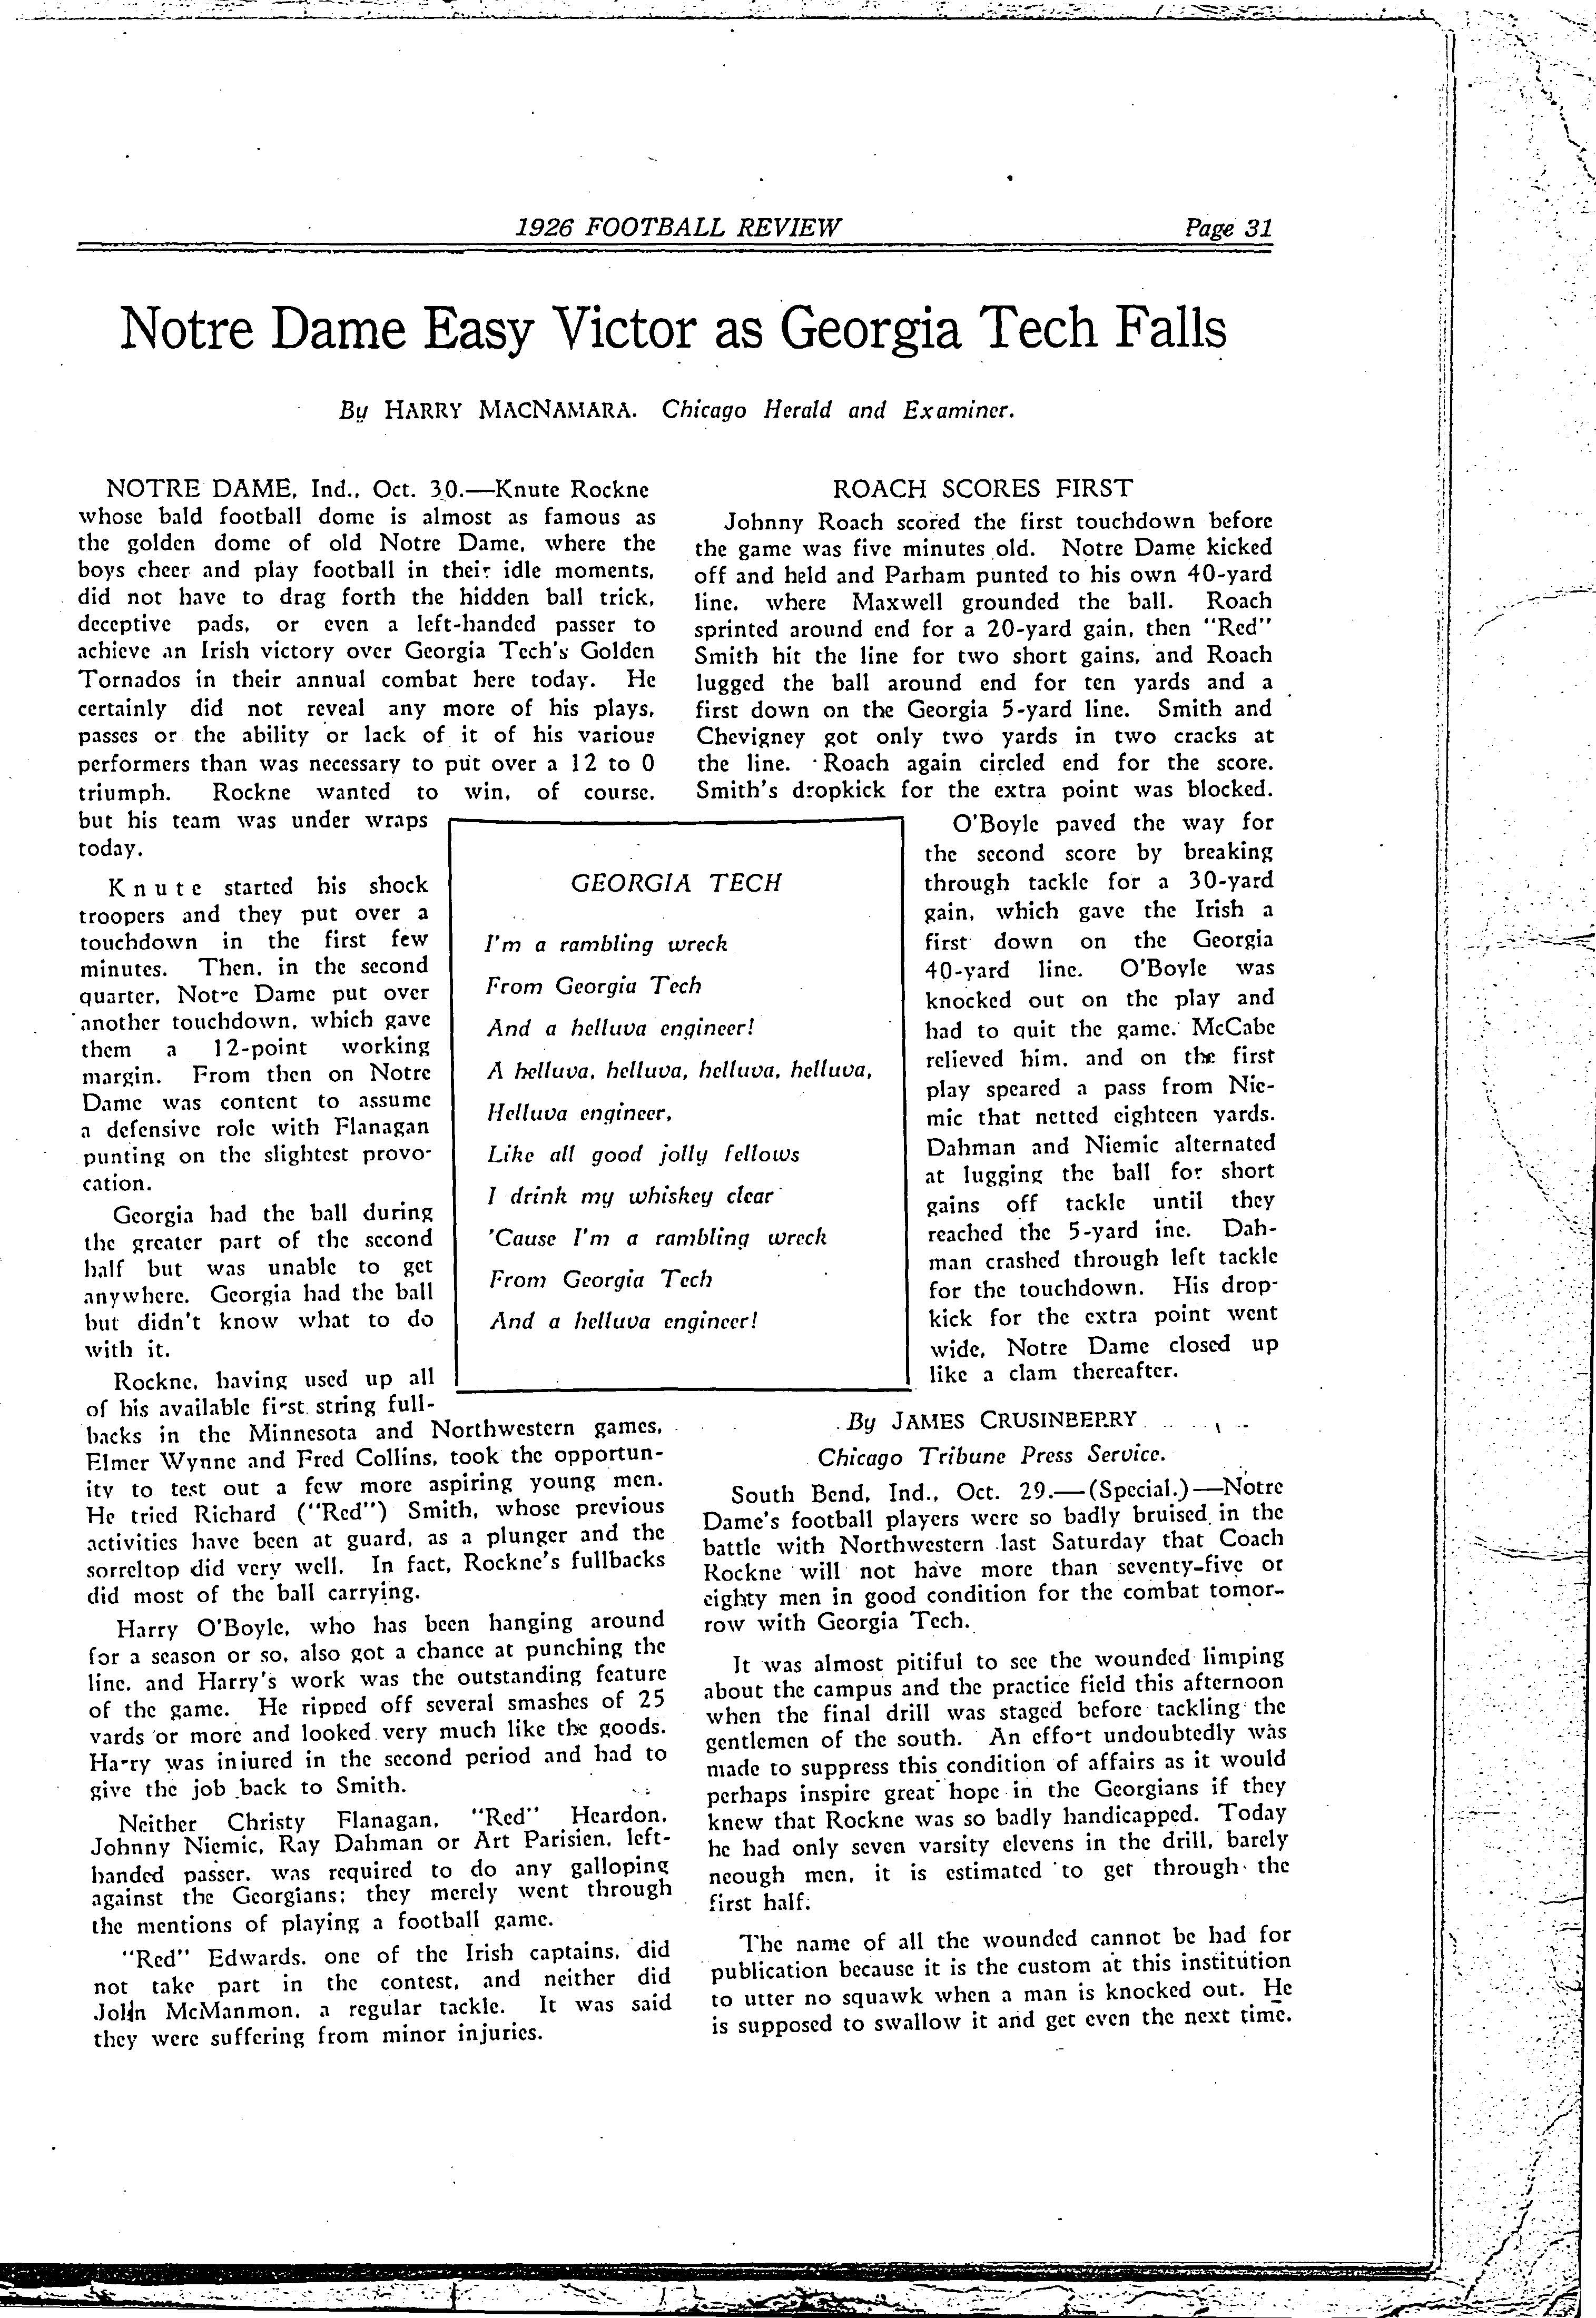 1926 FOOTBALL REVIEW Page 31
Notre Dame Easy Victor as Georgia Tech Falls
By HARRY MACNAMARA. Chicago Herald and Examiner.
NOTRE DAME, Ind., Oct. 30.—Knute Rockne
whose bald football dome is almost as famous as
the golden dome of old Notre Dame, where the
boys cheer and play football in their idle moments,
did not have to drag forth the hidden ball trick,
deceptive pads, or even a left-handed passer to
achieve an Irish victory over Georgia Tech's Golden
Tornados in their annual combat here today. He
certainly did not reveal any more of his plays,
passes or the ability or lack of it of his various
performers than was necessary to put over a 12 to 0
triumph. Rockne wanted to win, of course,
but his team was under wraps
today.
Knute started his shock
troopers and they put over a
touchdown in the first few
minutes. Then, in the second
quarter, Notre Dame put over
another touchdown, which gave
them a 12-point working
margin. From then on Notre
Dame was content to assume
a defensive role with Flanagan
punting on the slightest provo-
cation.
Georgia had the ball during
the greater part of the second
half but was unable to get
anywhere. Georgia had the ball
but didn't know what to do
with it.
Rockne, having used up all
of his available first string full-
backs in the Minnesota and Northwestern games,
Elmer Wynne and Fred Collins, took the opportun-
ity to test out a few more aspiring young men.
He tried Richard ("Red") Smith, whose previous
activities have been at guard, as a plunger and the
sorreltop did very well. In fact, Rockne's fullbacks
did most of the ball carrying.
Harry O'Boyle, who has been hanging around
for a season or so, also got a chance at punching the
line, and Harry's work was the outstanding feature
of the game. He ripped off several smashes of 25
yards or more and looked very much like the goods.
Harry was injured in the second period and had to
give the job back to Smith.
Neither Christy Flanagan, "Red" Heardon,
Johnny Niemic, Ray Dahman or Art Parisien, left-
handed passer, was required to do any galloping
against the Georgians; they merely went through
the mentions of playing a football game.
"Red" Edwards, one of the Irish captains, did
not take part in the contest, and neither did
John McManmon, a regular tackle. It was said
they were suffering from minor injuries.
GEORGIA TECH
I'm a rambling wreck
From Georgia Tech
And a helluva engineer!
A helluva, helluva, helluva, helluva,
Helluva engineer,
Like all good jolly fellows
I drink my whiskey clear
'Cause I'm a rambling wreck
From Georgia Tech
And a helluva engineer!
ROACH SCORES FIRST
Johnny Roach scored the first touchdown before
the game was five minutes old. Notre Dame kicked
off and held and Parham punted to his own 40-yard
line, where Maxwell grounded the ball. Roach
sprinted around end for a 20-yard gain, then "Red"
Smith hit the line for two short gains, and Roach
lugged the ball around end for ten yards and a
first down on the Georgia 5-yard line. Smith and
Chevigney got only two yards in two cracks at
the line. Roach again circled end for the score.
Smith's dropkick for the extra point was blocked.
O'Boyle paved the way for
the second score by breaking
through tackle for a 30-yard
gain, which gave the Irish a
first down on the Georgia
40-yard line. O'Boyle was
knocked out on the play and
had to quit the game. McCabe
relieved him, and on the first
play speared a pass from Nie-
mic that netted eighteen yards.
Dahman and Niemic alternated
at lugging the ball for short
gains off tackle until they
reached the 5-yard ine. Dah-
man crashed through left tackle
for the touchdown. His drop-
kick for the extra point went
wide, Notre Dame closed up
like a clam thereafter.
By JAMES CRUSINBERRY
Chicago Tribune Press Service.
South Bend, Ind., Oct. 29.—(Special.)—Notre
Dame's football players were so badly bruised in the
battle with Northwestern last Saturday that Coach
Rockne will not have more than seventy-five or
eighty men in good condition for the combat tomor-
row with Georgia Tech.
It was almost pitiful to see the wounded limping
about the campus and the practice field this afternoon
when the final drill was staged before tackling the
gentlemen of the south. An effort undoubtedly was
made to suppress this condition of affairs as it would
perhaps inspire great hope in the Georgians if they
knew that Rockne was so badly handicapped. Today
he had only seven varsity elevens in the drill, barely
neough men, it is estimated to get through the
first half.
The name of all the wounded cannot be had for
publication because it is the custom at this institution
to utter no squawk when a man is knocked out. He
is supposed to swallow it and get even the next time.